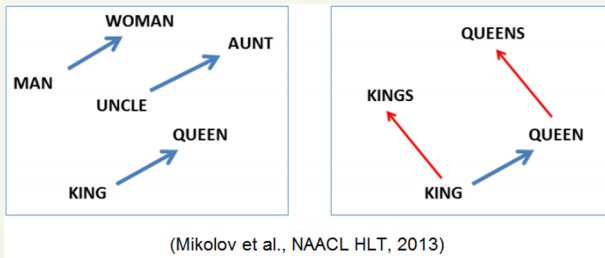 WOMAN
AUNT
MAN
UNCLE
QUEEN
KING
QUEENS
KINGS
QUEEN
KING
(Mikolov et al., NAACL HLT, 2013)